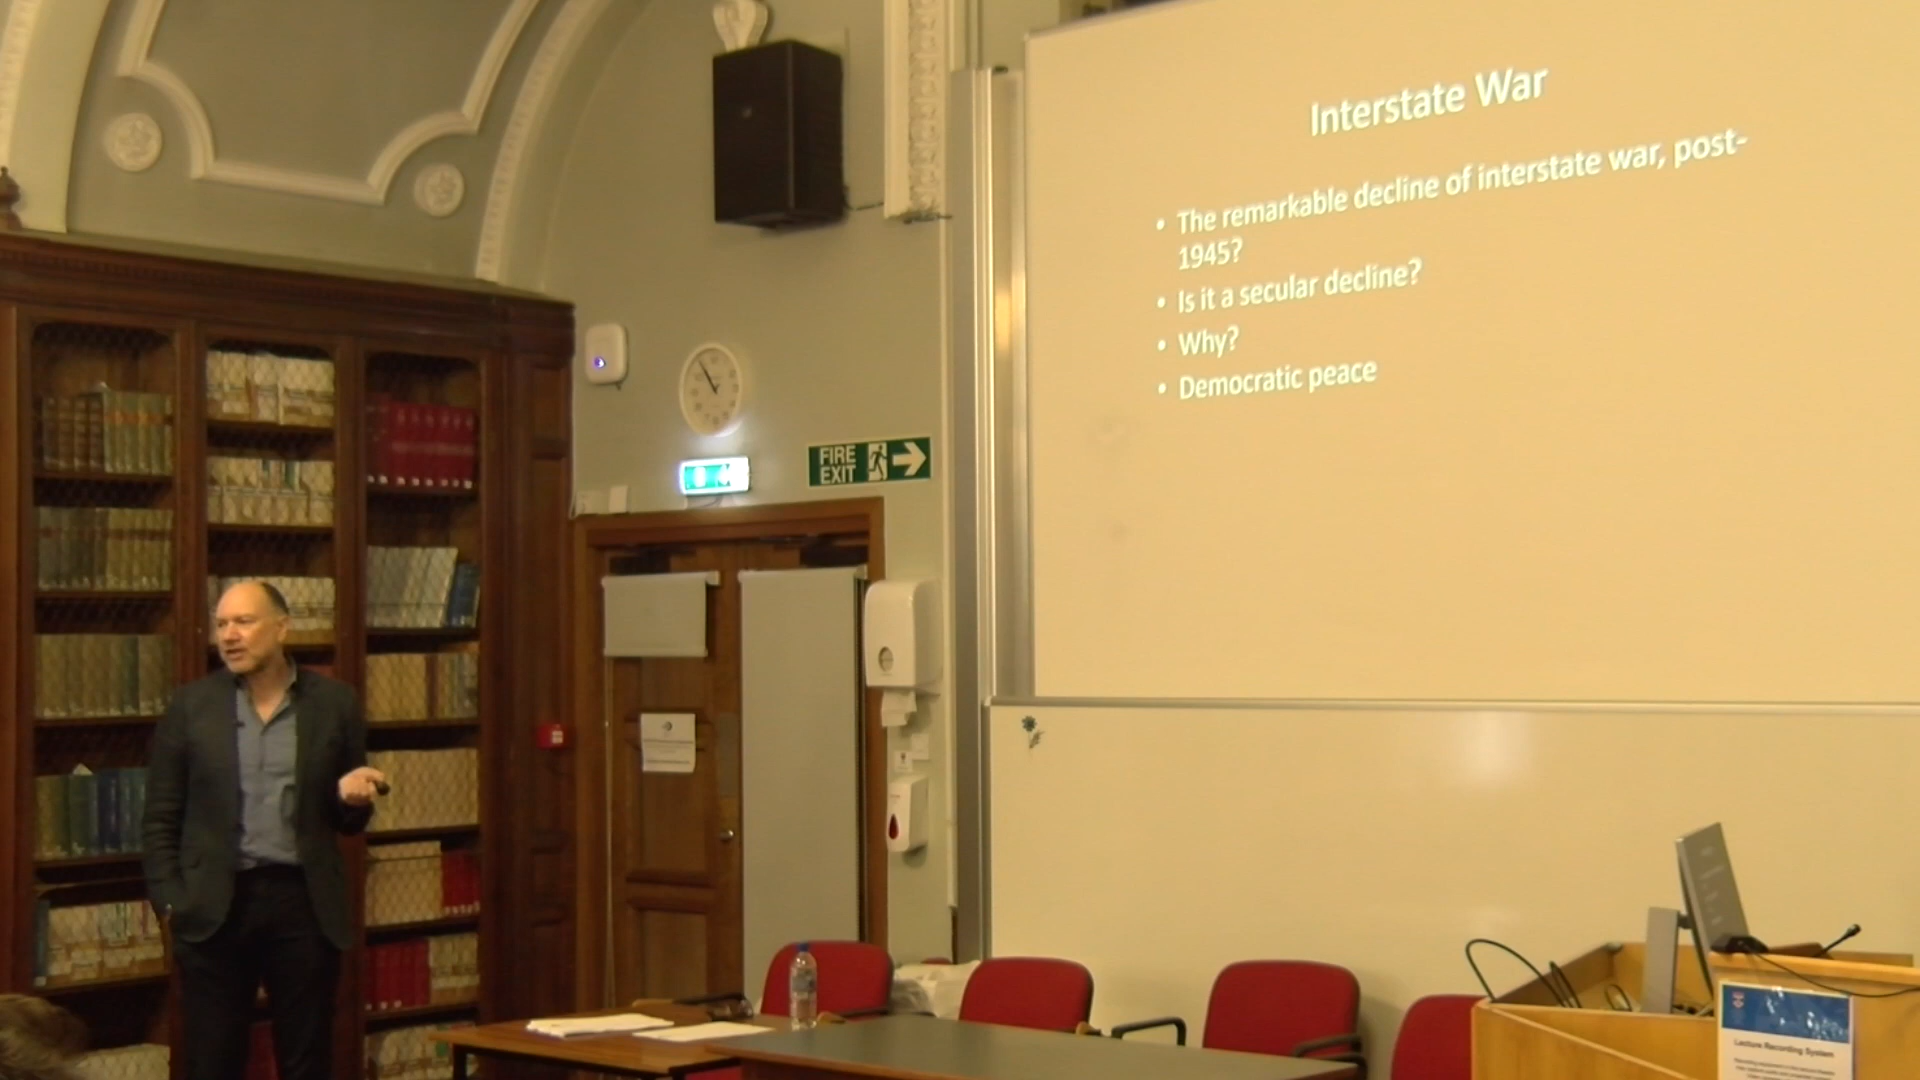 Interstate War
• The remarkable decline of interstate war, post-
1945?
• Is it a secular decline?
• Why?
• Democratic peace
FIRE
EXIT
Lecture Recording System